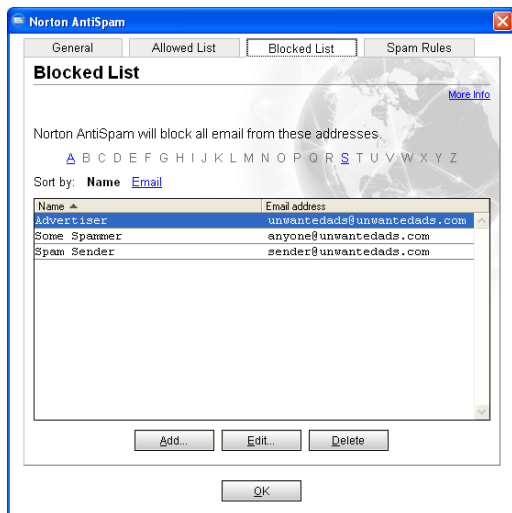 Norton AntiSpam
General Allowed List Blocked List Spam Rules
Blocked List
More Info
Norton AntiSpam will block all email from these addresses.
A B C D E F G H I J K L M N O P Q R S T U V W X Y Z
Sort by: Name Email
Name Email address
Advertiser unwantedads@unwantedads.com
Some Spammer anyone@unwantedads.com
Spam Sender sender@unwantedads.com
Add... Edit... Delete
OK